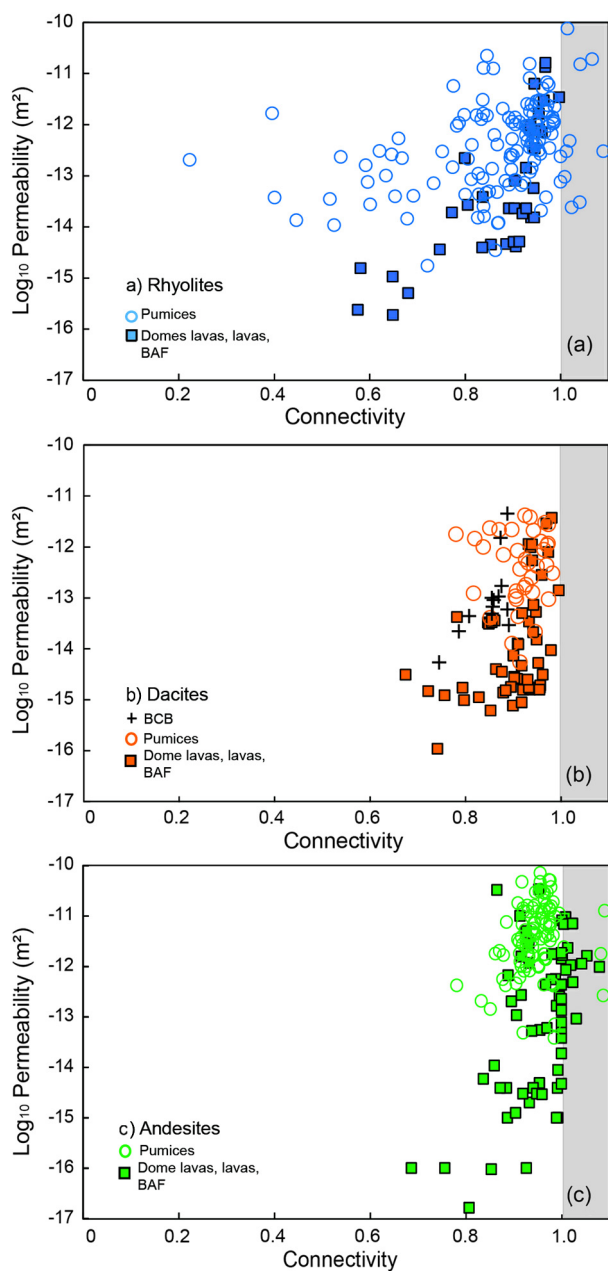 -10
-11
-12
-13
-14
-15
-16
-17
Log10 Permeability (m²)
a) Rhyolites
Pumices
Domes lavas, lavas,
BAF
(a)
0 0.2 0.4 0.6 0.8 1.0
Connectivity
-10
-11
-12
-13
-14
-15
-16
-17
Log10 Permeability (m²)
b) Dacites
BCB
Pumices
Dome lavas, lavas,
BAF
(b)
0 0.2 0.4 0.6 0.8 1.0
Connectivity
-10
-11
-12
-13
-14
-15
-16
-17
Log10 Permeability (m²)
c) Andesites
Pumices
Dome lavas, lavas,
BAF
(c)
0 0.2 0.4 0.6 0.8 1.0
Connectivity